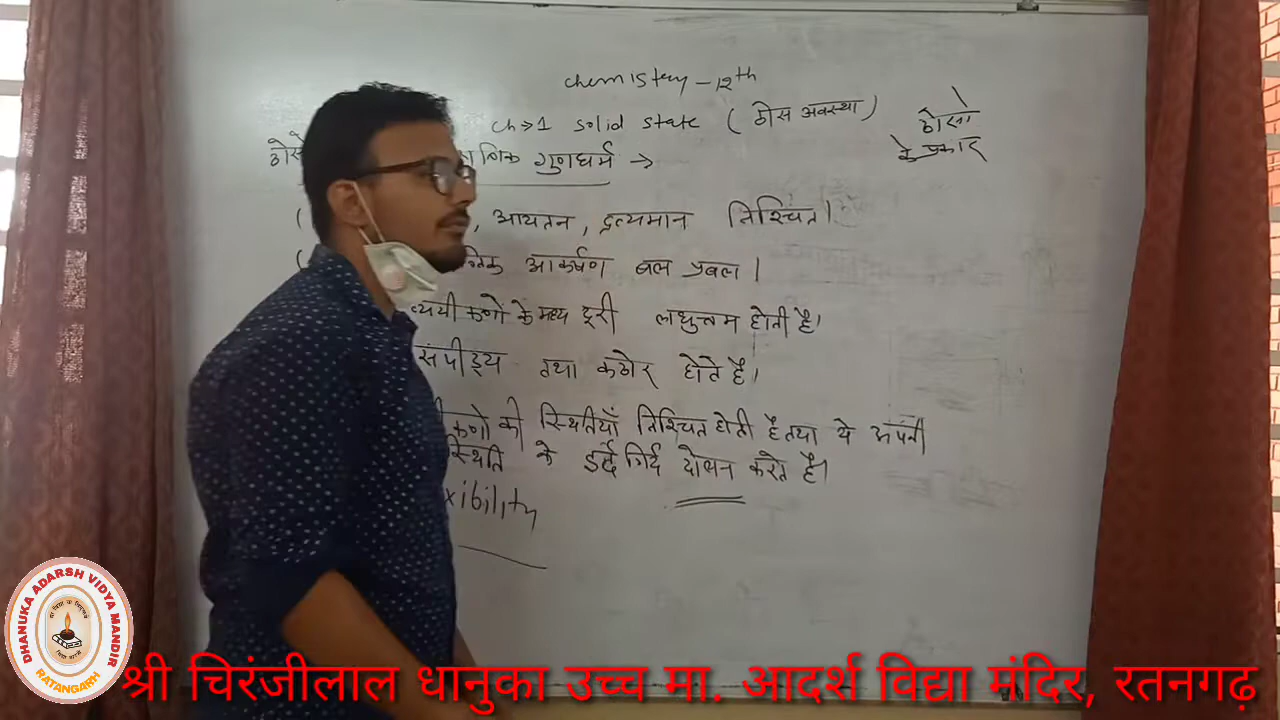 chemistry - 12th
ch → 1 solid state ( ठोस अवस्था )
गुणधर्म →
ठोसों
के प्रकार
( , आयतन, द्रव्यमान निश्चित।
( आकर्षण बल प्रबल।
के मध्य दूरी लघुत्तम होती है।
संपीड्य तथा कठोर होते है।
कणों की स्थितियाँ निश्चित होती है तथा ये अपनी
स्थिति के इर्द गिर्द दोलन करते है।
xibility
DHANUKA ADARSH VIDYA MANDIR
RATANGARH
श्री चिरंजीलाल धानुका उच्च मा. आदर्श विद्या मंदिर, रतनगढ़